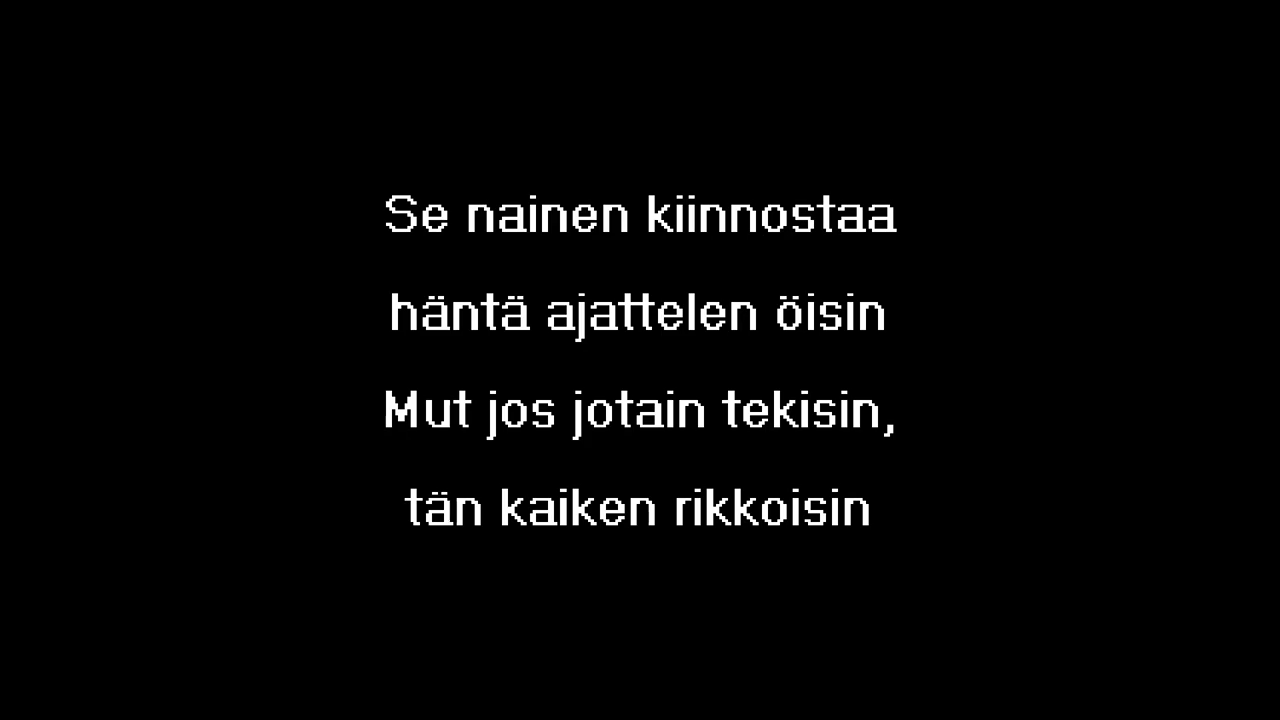 Se nainen kiinnostaa
häntä ajattelen öisin
Mut jos jotain tekisin,
tän kaiken rikkoisin